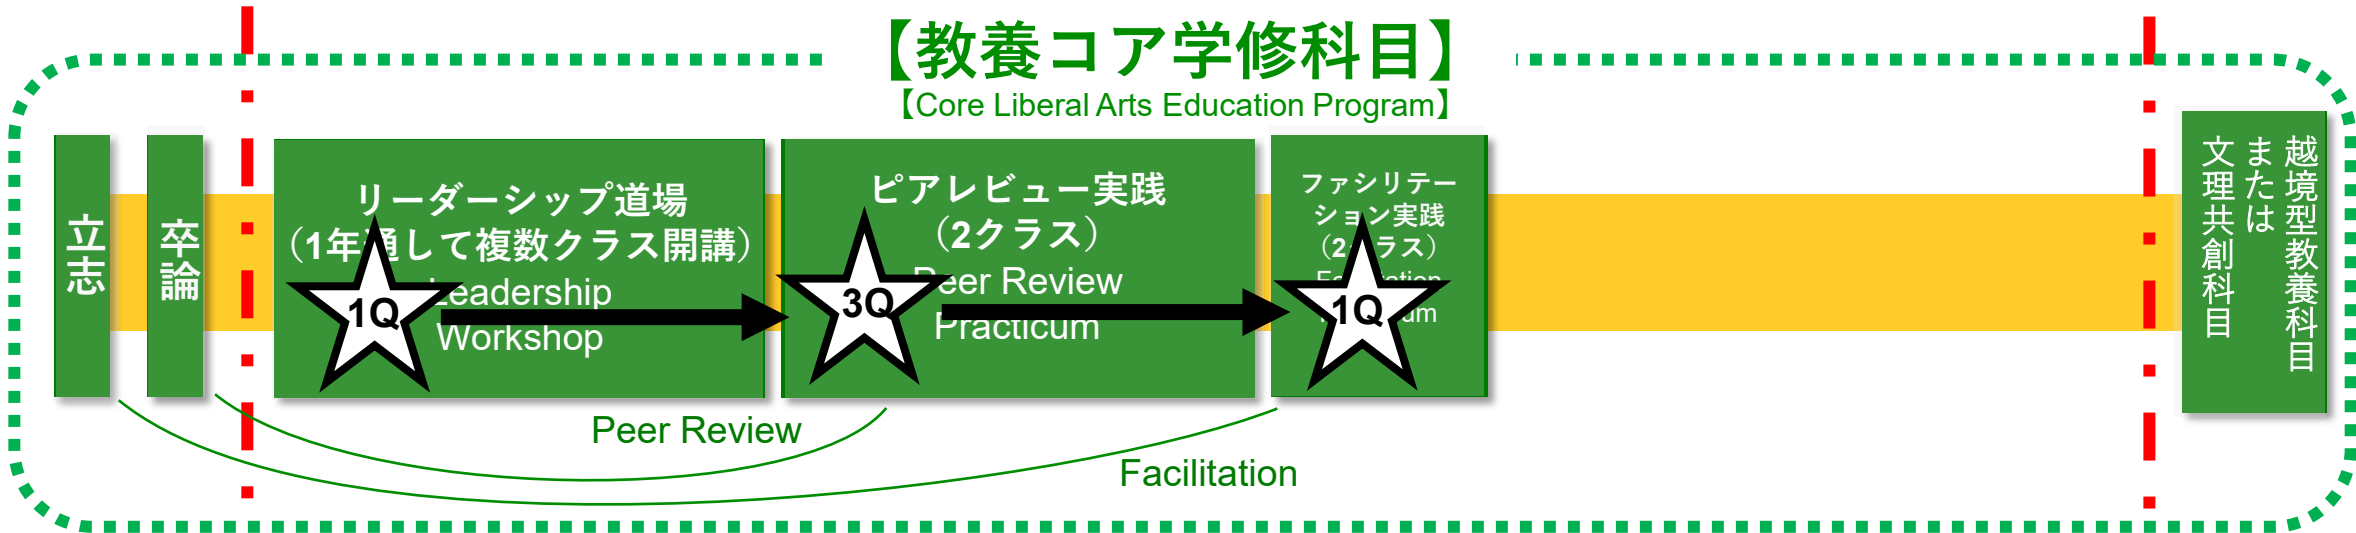 【教養コア学修科目】
【Core Liberal Arts Education Program】
立志
卒論
リーダーシップ道場
（1年通して複数クラス開講）
Leadership
Workshop
1Q
ピアレビュー実践
（2クラス）
Peer Review
Practicum
3Q
ファシリテー
ション実践
（2クラス）
1Q
越境型教養科目
または
文理共創科目
Peer Review
Facilitation